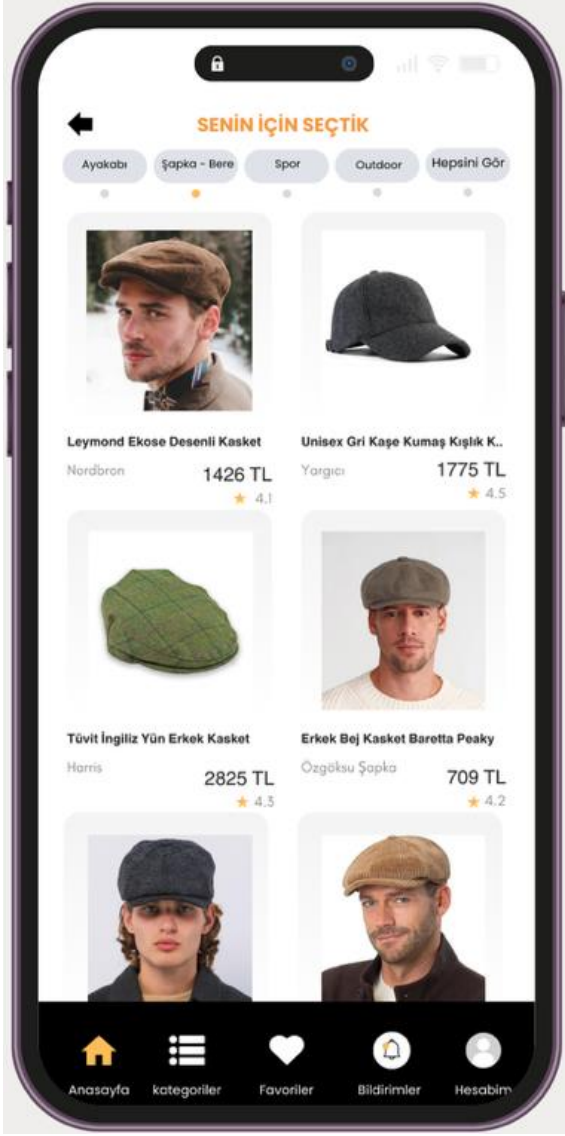 SENİN İÇİN SEÇTİK
Ayakabı Şapka - Bere Spor Outdoor Hepsini Gör
Leymond Ekose Desenli Kasket
Nordbron
1426 TL
4.1
Unisex Gri Kaşe Kumaş Kışlık K..
Yargıcı
1775 TL
4.5
Tüvit İngiliz Yün Erkek Kasket
Harris
2825 TL
4.3
Erkek Bej Kasket Baretta Peaky
Özgöksu Şapka
709 TL
4.2
Anasayfa kategoriler Favoriler Bildirimler Hesabim